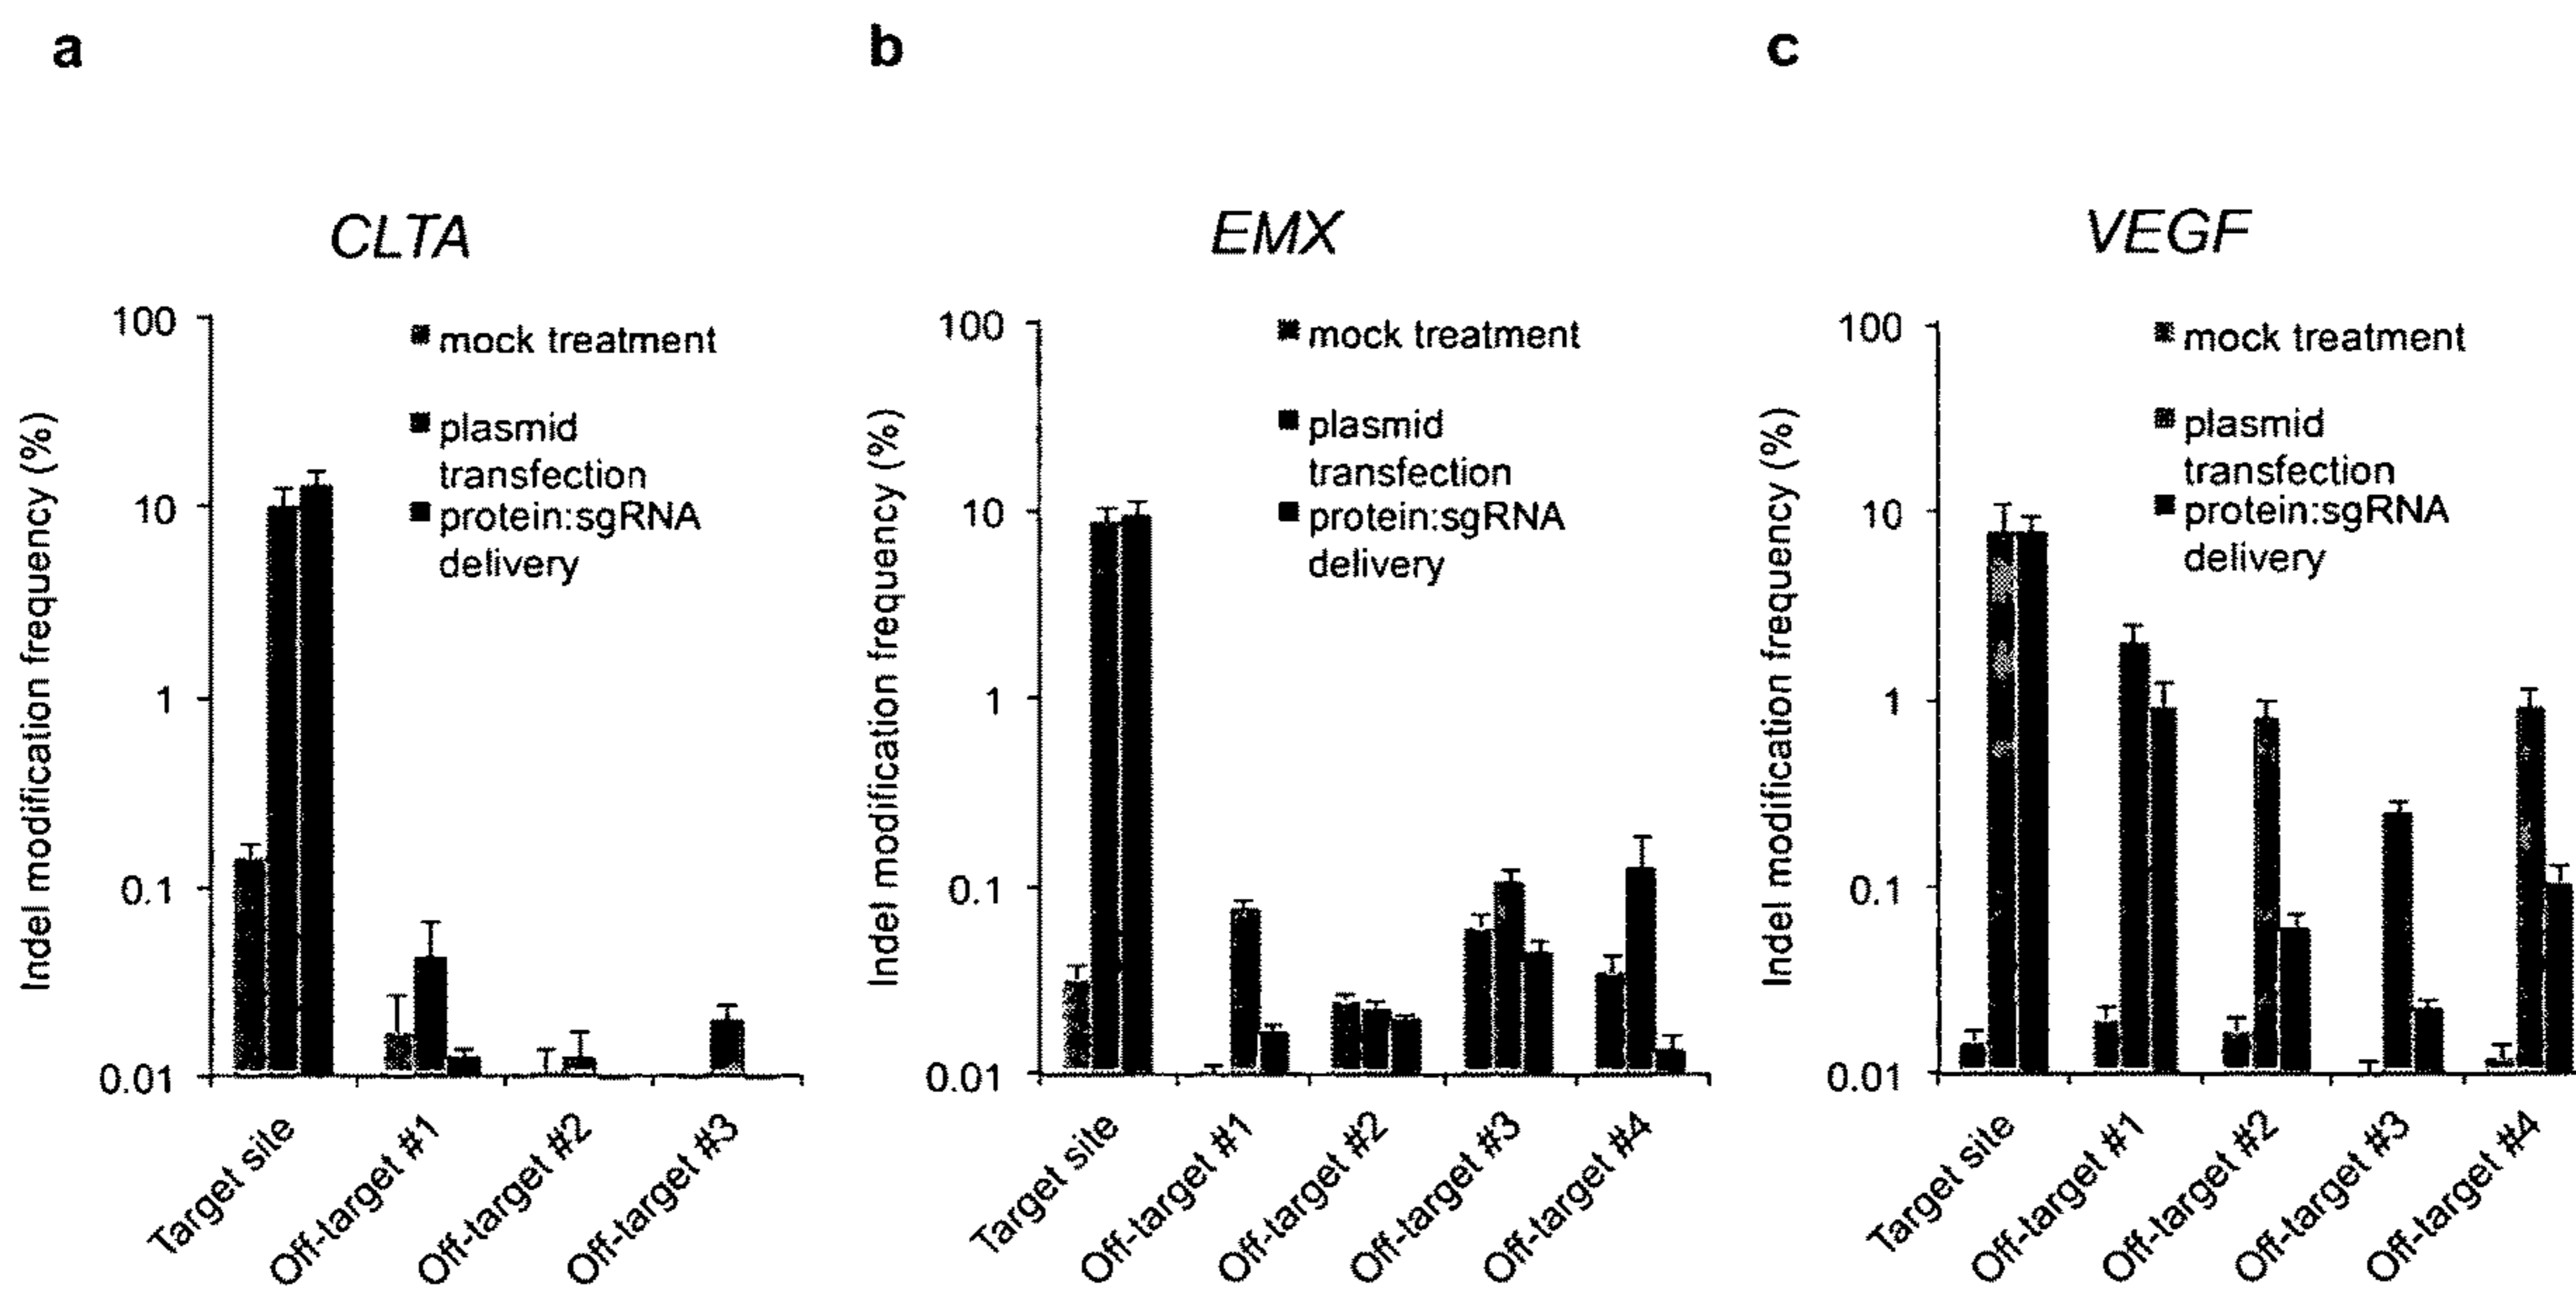 a
CLTA
Indel modification frequency (%)
100
10
1
0.1
0.01
mock treatment
plasmid
transfection
protein:sgRNA
delivery
Target site
Off-target #1
Off-target #2
Off-target #3
b
EMX
Indel modification frequency (%)
100
10
1
0.1
0.01
mock treatment
plasmid
transfection
protein:sgRNA
delivery
Target site
Off-target #1
Off-target #2
Off-target #3
Off-target #4
c
VEGF
Indel modification frequency (%)
100
10
1
0.1
0.01
mock treatment
plasmid
transfection
protein:sgRNA
delivery
Target site
Off-target #1
Off-target #2
Off-target #3
Off-target #4